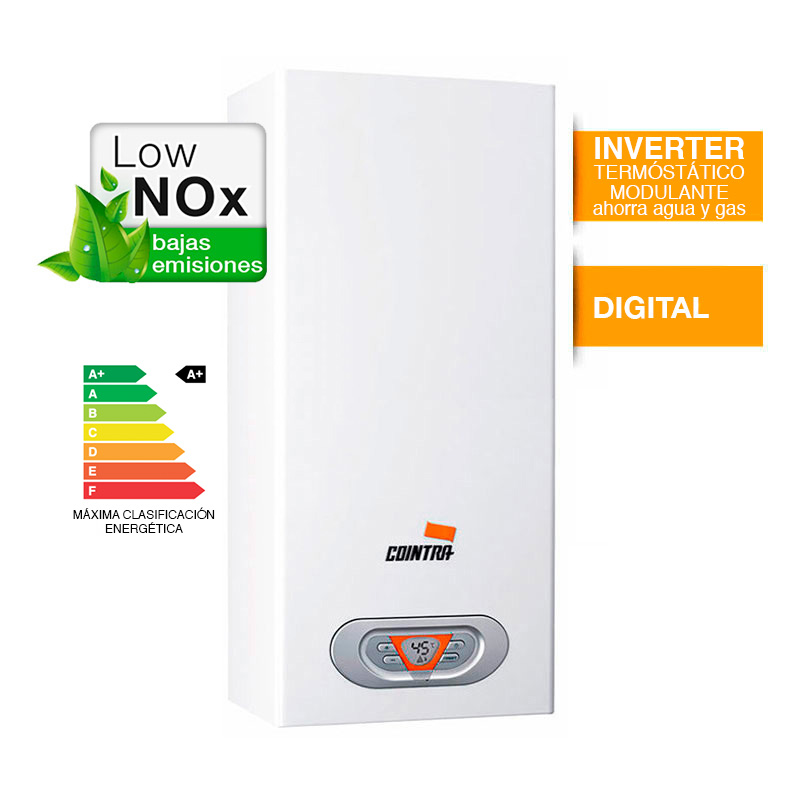 Low
NOx
bajas
emisiones
INVERTER
TERMÓSTÁTICO
MODULANTE
ahorra agua y gas
DIGITAL
A+ A+
A
B
C
D
E
F
MÁXIMA CLASIFICACIÓN
ENERGÉTICA
COINTRA
45